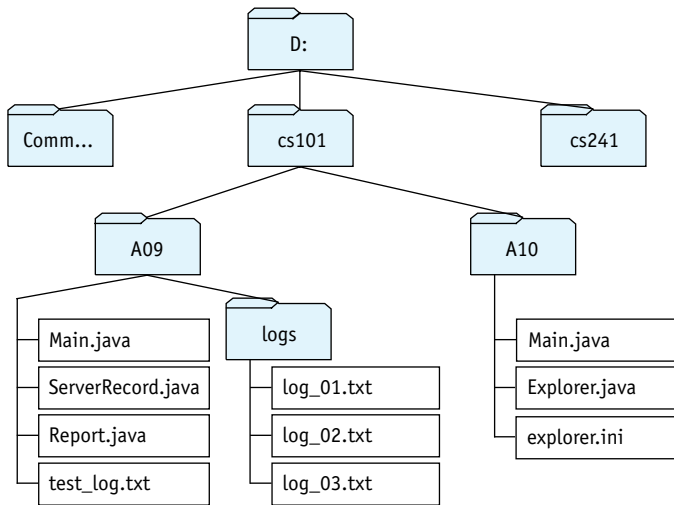 D:
Comm...
cs101
cs241
A09
A10
logs
Main.java
ServerRecord.java
Report.java
test_log.txt
log_01.txt
log_02.txt
log_03.txt
Main.java
Explorer.java
explorer.ini